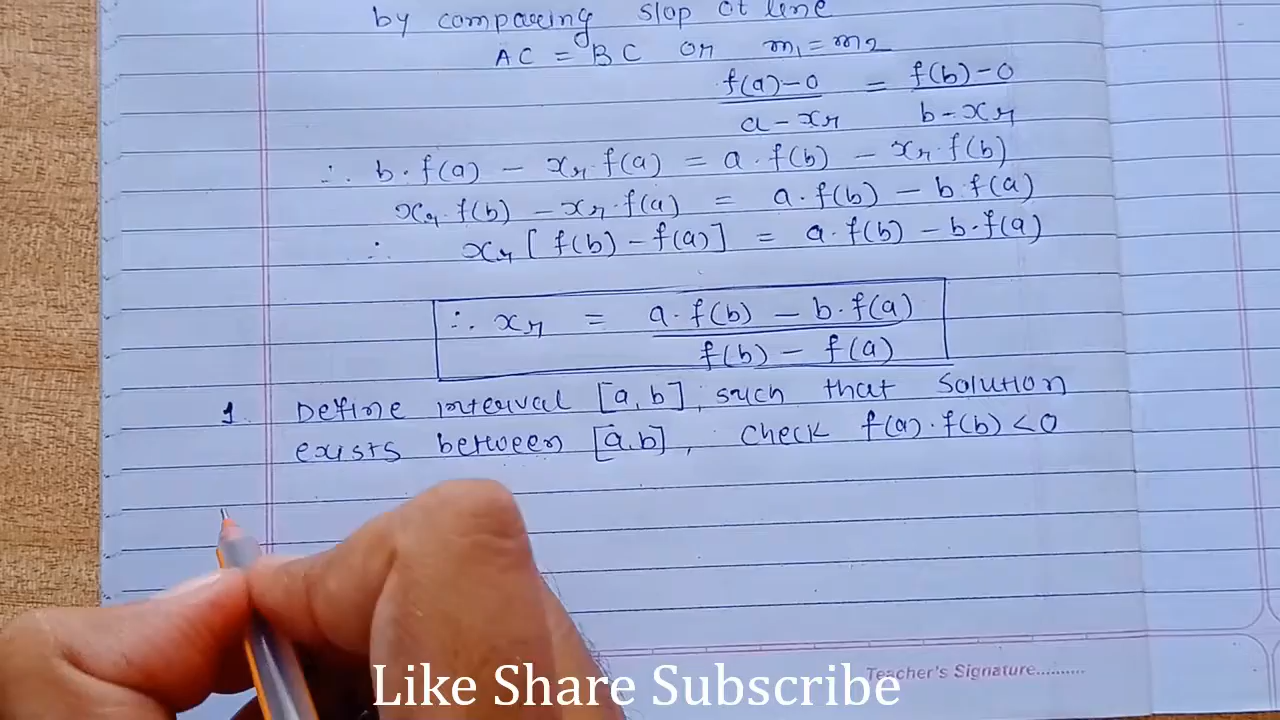 by comparing slop of line
AC = BC or m₁ = m₂
f(a)-0 / a-xᵣ = f(b)-0 / b-xᵣ
∴ b·f(a) - xᵣ·f(a) = a·f(b) - xᵣ·f(b)
xᵣ·f(b) - xᵣ·f(a) = a·f(b) - b·f(a)
∴ xᵣ [f(b) - f(a)] = a·f(b) - b·f(a)
∴ xᵣ = a·f(b) - b·f(a) / f(b) - f(a)
1. Define interval [a,b], such that solution
exists between [a,b], check f(a)·f(b) < 0
Teacher's Signature..........
Like Share Subscribe